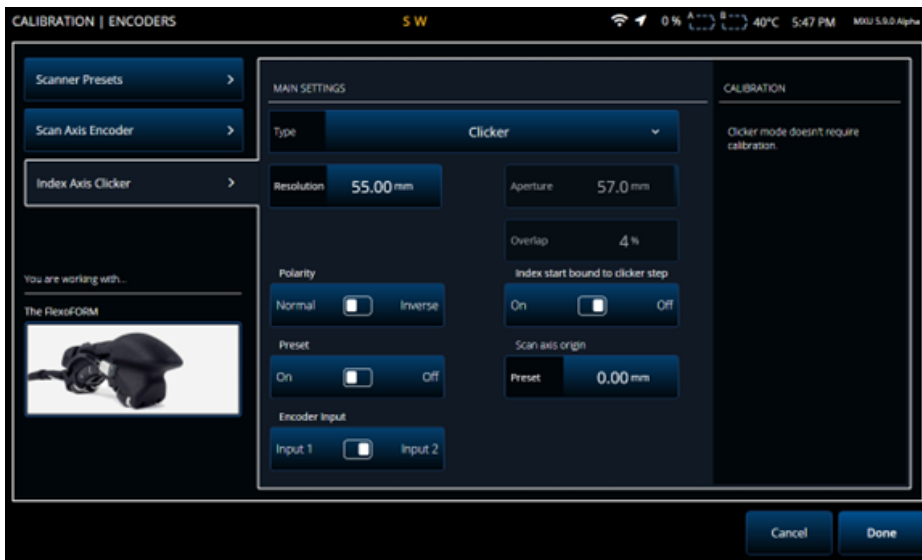 CALIBRATION | ENCODERS
S W
0 % A B 40°C 5:47 PM MXU 5.9.0 Alpha
Scanner Presets >
Scan Axis Encoder >
Index Axis Clicker >
You are working with...
The FlexoFORM
MAIN SETTINGS
Type Clicker
Resolution 55.00 mm
Aperture 57.0 mm
Overlap 4 %
Polarity
Normal Inverse
Index start bound to clicker step
On Off
Preset
On Off
Scan axis origin
Preset 0.00 mm
Encoder Input
Input 1 Input 2
CALIBRATION
Clicker mode doesn't require
calibration.
Cancel Done